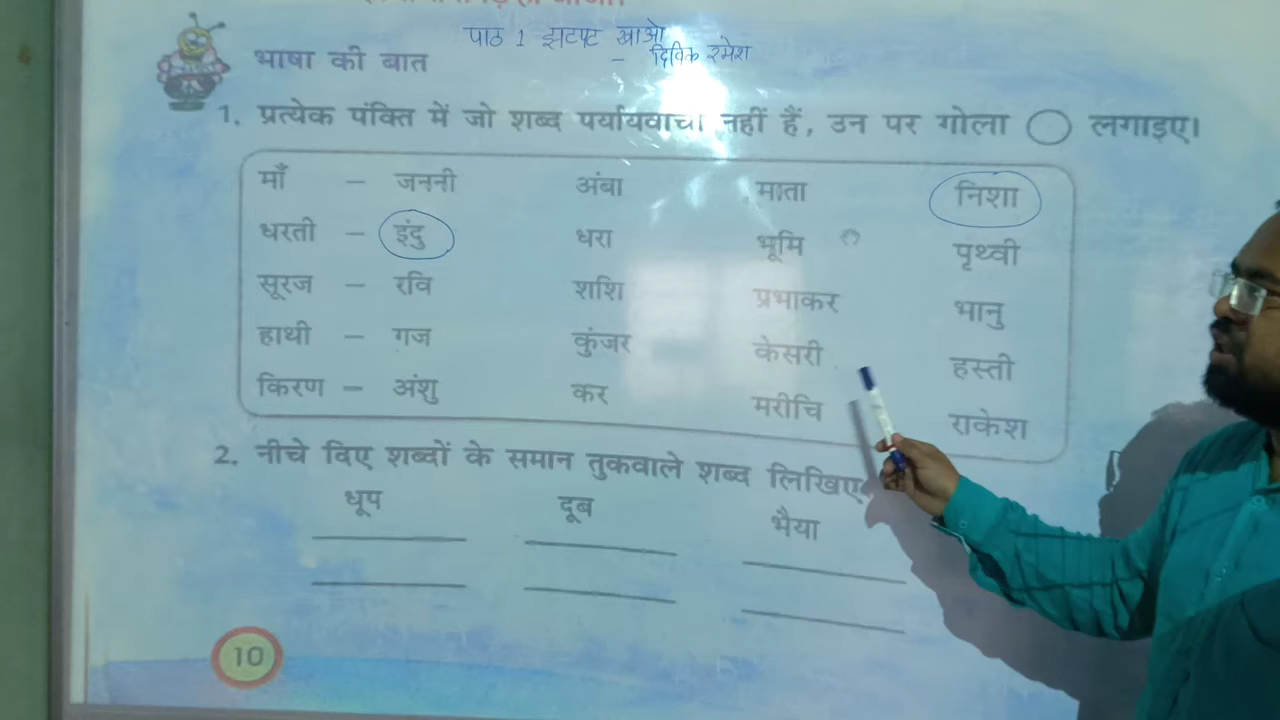 पाठ 1 झटपट खाओ
– दिविक रमेश
भाषा की बात
1. प्रत्येक पंक्ति में जो शब्द पर्यायवाची नहीं हैं, उन पर गोला ◯ लगाइए।
माँ – जननी अंबा माता निशा
धरती – इंदु धरा भूमि पृथ्वी
सूरज – रवि शशि प्रभाकर भानु
हाथी – गज कुंजर केसरी हस्ती
किरण – अंशु कर मरीचि राकेश
2. नीचे दिए शब्दों के समान तुकवाले शब्द लिखिए
धूप दूब भैया
10